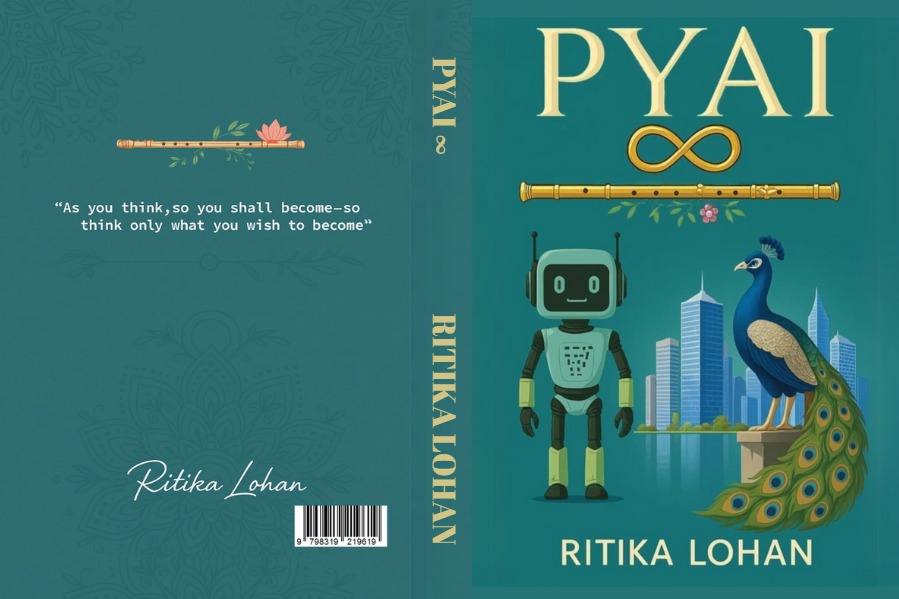 “As you think,so you shall become—so
think only what you wish to become”
Ritika Lohan
9 798319 219619
PYAI ∞
RITIKA LOHAN
PYAI
∞
RITIKA LOHAN